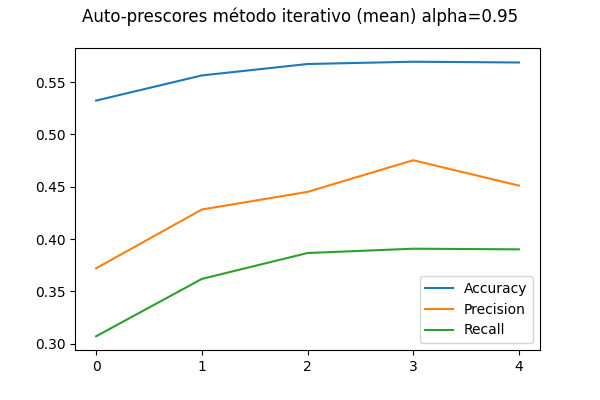 Auto-prescores método iterativo (mean) alpha=0.95
0.55
0.50
0.45
0.40
0.35
0.30
0 1 2 3 4
Accuracy
Precision
Recall